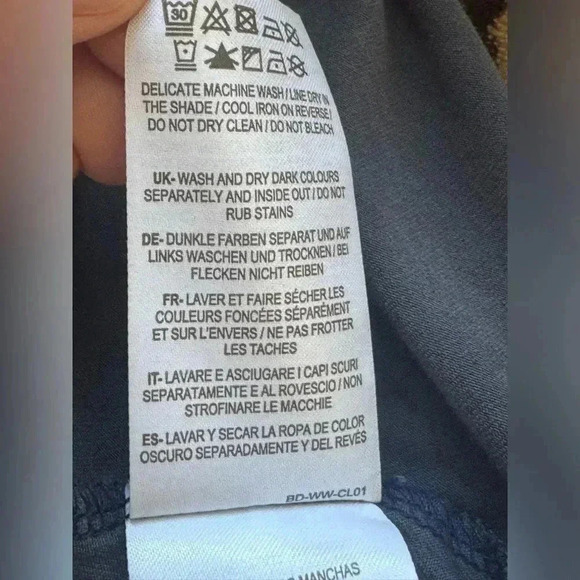 30
DELICATE MACHINE WASH / LINE DRY IN
THE SHADE / COOL IRON ON REVERSE /
DO NOT DRY CLEAN / DO NOT BLEACH
UK- WASH AND DRY DARK COLOURS
SEPARATELY AND INSIDE OUT / DO NOT
RUB STAINS
DE- DUNKLE FARBEN SEPARAT UND AUF
LINKS WASCHEN UND TROCKNEN / BEI
FLECKEN NICHT REIBEN
FR- LAVER ET FAIRE SÉCHER LES
COULEURS FONCÉES SÉPARÉMENT
ET SUR L'ENVERS / NE PAS FROTTER
LES TACHES
IT- LAVARE E ASCIUGARE I CAPI SCURI
SEPARATAMENTE E AL ROVESCIO / NON
STROFINARE LE MACCHIE
ES- LAVAR Y SECAR LA ROPA DE COLOR
OSCURO SEPARADAMENTE Y DEL REVÉS
BD-WW-CL01
MANCHAS